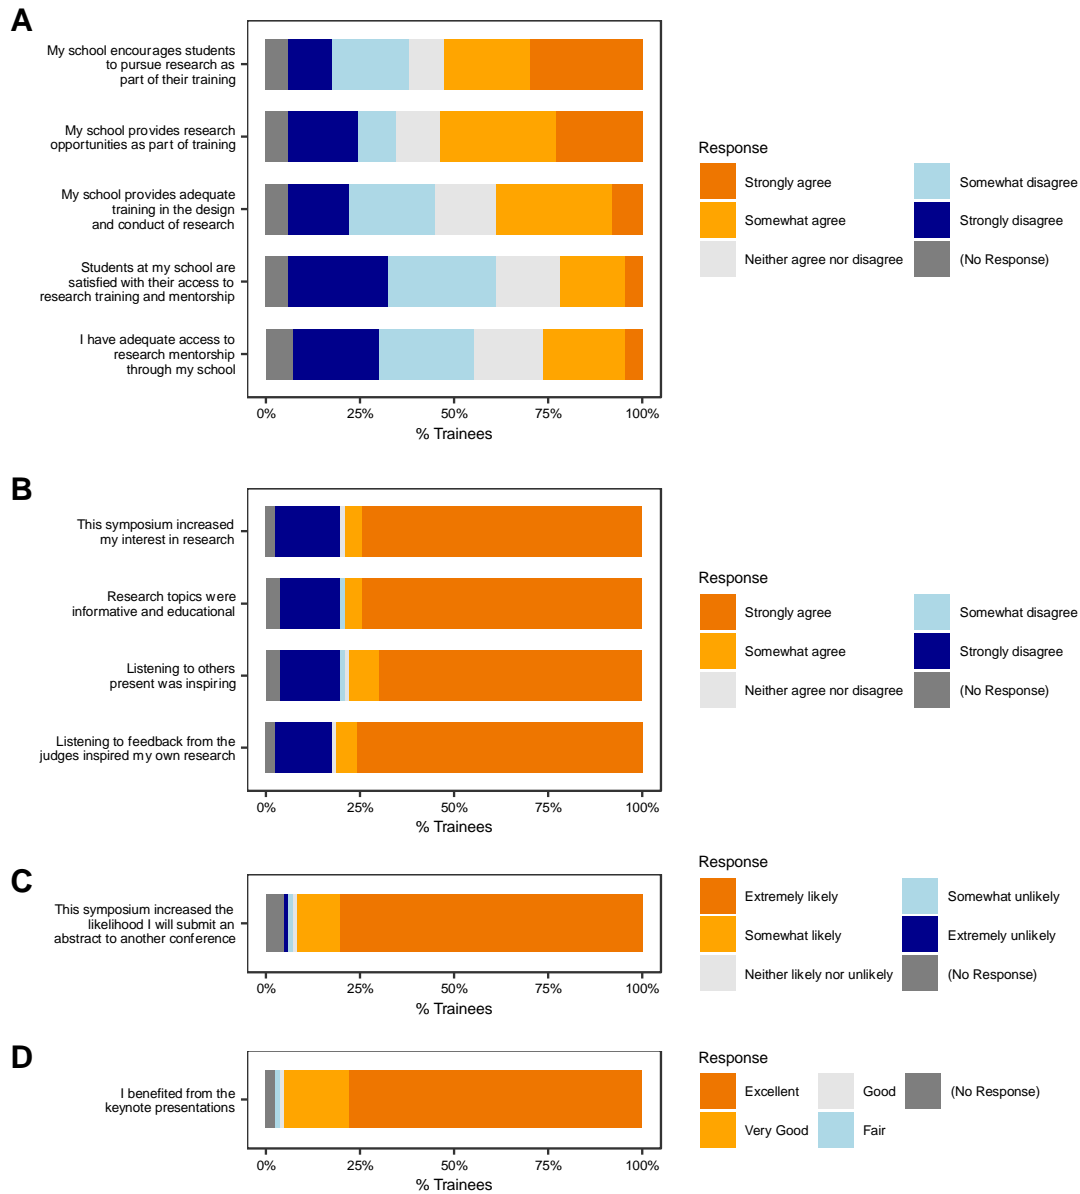 A
My school encourages students
to pursue research as
part of their training
My school provides research
opportunities as part of training
My school provides adequate
training in the design
and conduct of research
Students at my school are
satisfied with their access to
research training and mentorship
I have adequate access to
research mentorship
through my school
0% 25% 50% 75% 100%
% Trainees
Response
Strongly agree
Somewhat agree
Neither agree nor disagree
Somewhat disagree
Strongly disagree
(No Response)
B
This symposium increased
my interest in research
Research topics were
informative and educational
Listening to others
present was inspiring
Listening to feedback from the
judges inspired my own research
0% 25% 50% 75% 100%
% Trainees
Response
Strongly agree
Somewhat agree
Neither agree nor disagree
Somewhat disagree
Strongly disagree
(No Response)
C
This symposium increased the
likelihood I will submit an
abstract to another conference
0% 25% 50% 75% 100%
% Trainees
Response
Extremely likely
Somewhat likely
Neither likely nor unlikely
Somewhat unlikely
Extremely unlikely
(No Response)
D
I benefited from the
keynote presentations
0% 25% 50% 75% 100%
% Trainees
Response
Excellent
Very Good
Good
Fair
(No Response)